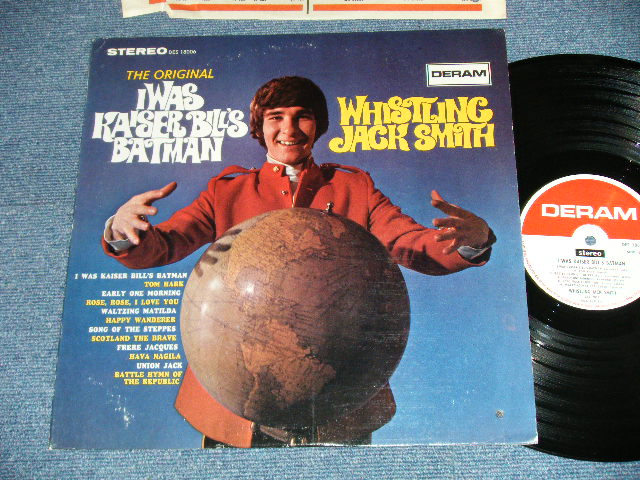 STEREO DES 18006
DERAM
THE ORIGINAL
I WAS
KAISER BILL'S
BATMAN
WHISTLING
JACK SMITH
I WAS KAISER BILL'S BATMAN
TOM HARK
EARLY ONE MORNING
ROSE, ROSE, I LOVE YOU
WALTZING MATILDA
HAPPY WANDERER
SONG OF THE STEPPES
SCOTLAND THE BRAVE
FRERE JACQUES
HAVA NAGILA
UNION JACK
BATTLE HYMN OF
THE REPUBLIC
DERAM
stereo
I WAS KAISER BILL'S BATMAN